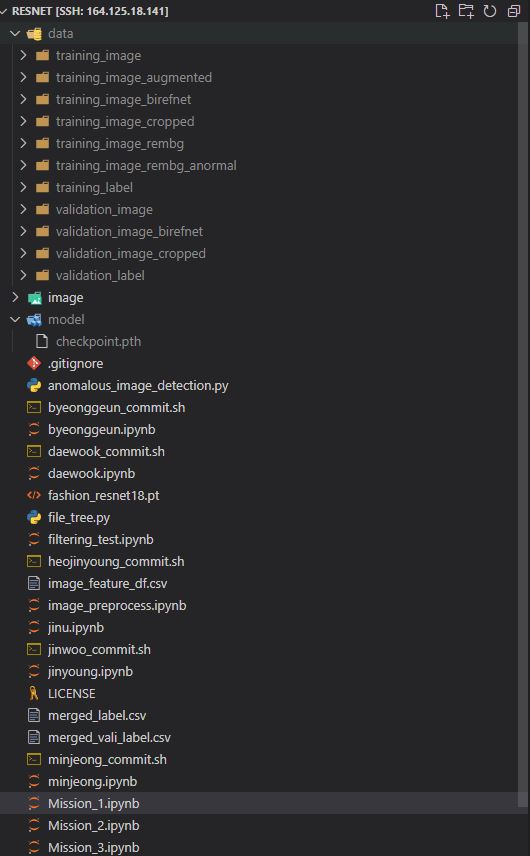 RESNET [SSH: 164.125.18.141]
data
training_image
training_image_augmented
training_image_birefnet
training_image_cropped
training_image_rembg
training_image_rembg_anormal
training_label
validation_image
validation_image_birefnet
validation_image_cropped
validation_label
image
model
checkpoint.pth
.gitignore
anomalous_image_detection.py
byeonggeun_commit.sh
byeonggeun.ipynb
daewook_commit.sh
daewook.ipynb
fashion_resnet18.pt
file_tree.py
filtering_test.ipynb
heojinyoung_commit.sh
image_feature_df.csv
image_preprocess.ipynb
jinu.ipynb
jinwoo_commit.sh
jinyoung.ipynb
LICENSE
merged_label.csv
merged_vali_label.csv
minjeong_commit.sh
minjeong.ipynb
Mission_1.ipynb
Mission_2.ipynb
Mission_3.ipynb